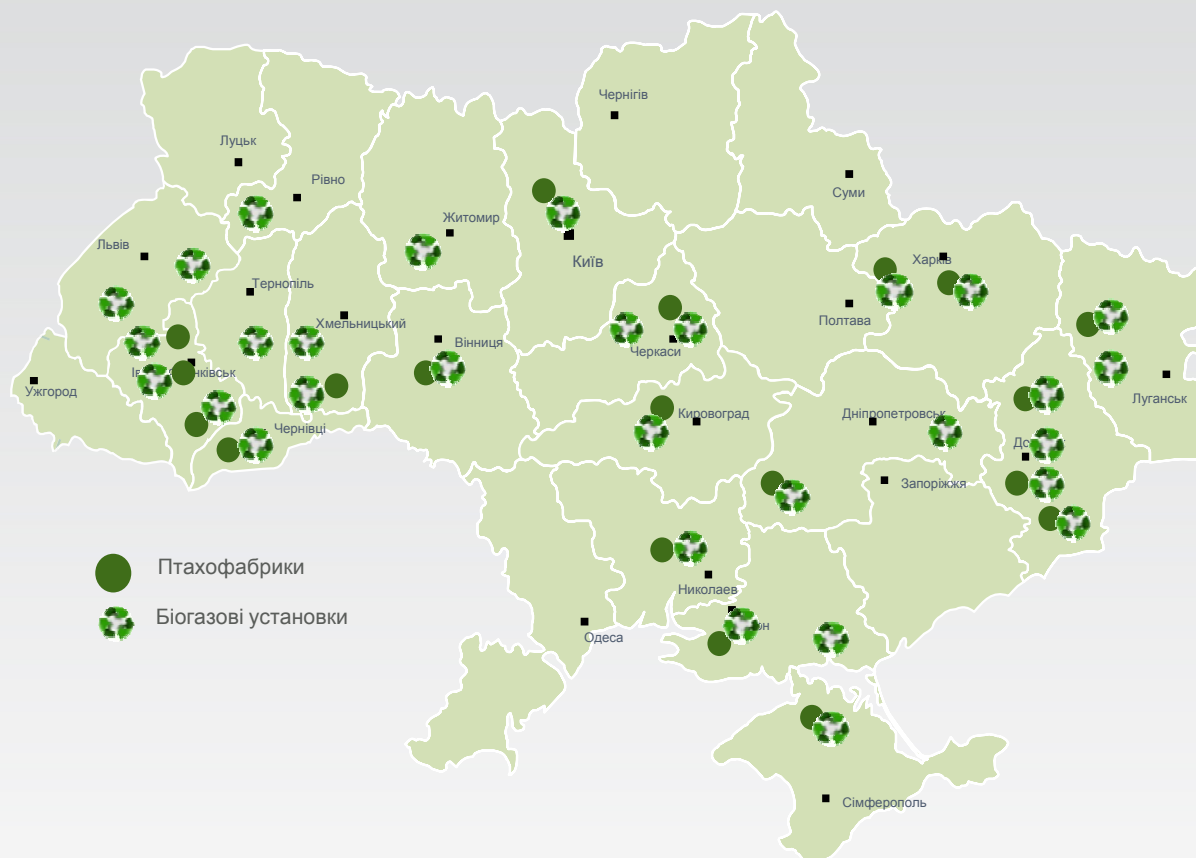 Чернігів
Луцьк
Рівно
Суми
Житомир
Львів
Київ
Харків
Тернопіль
Хмельницький
Полтава
Вінниця
Черкаси
Ужгород
Луганськ
Чернівці
Кировоград
Дніпропетровськ
Запоріжжя
Птахофабрики
Николаев
Біогазові установки
Одеса
Сімферополь